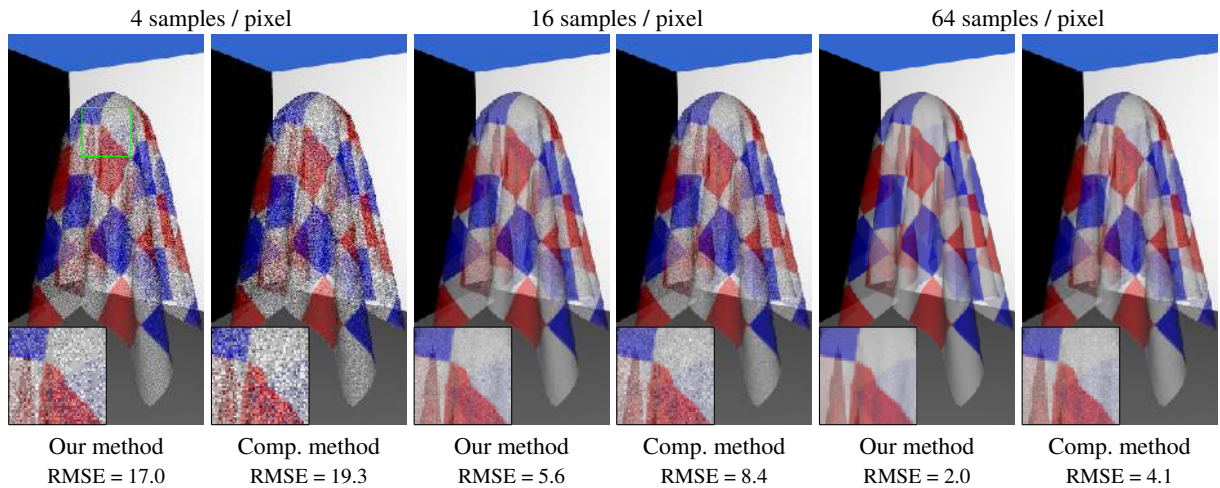 4 samples / pixel
16 samples / pixel
64 samples / pixel
Our method
Comp. method
Our method
Comp. method
Our method
Comp. method
RMSE = 17.0
RMSE = 19.3
RMSE = 5.6
RMSE = 8.4
RMSE = 2.0
RMSE = 4.1